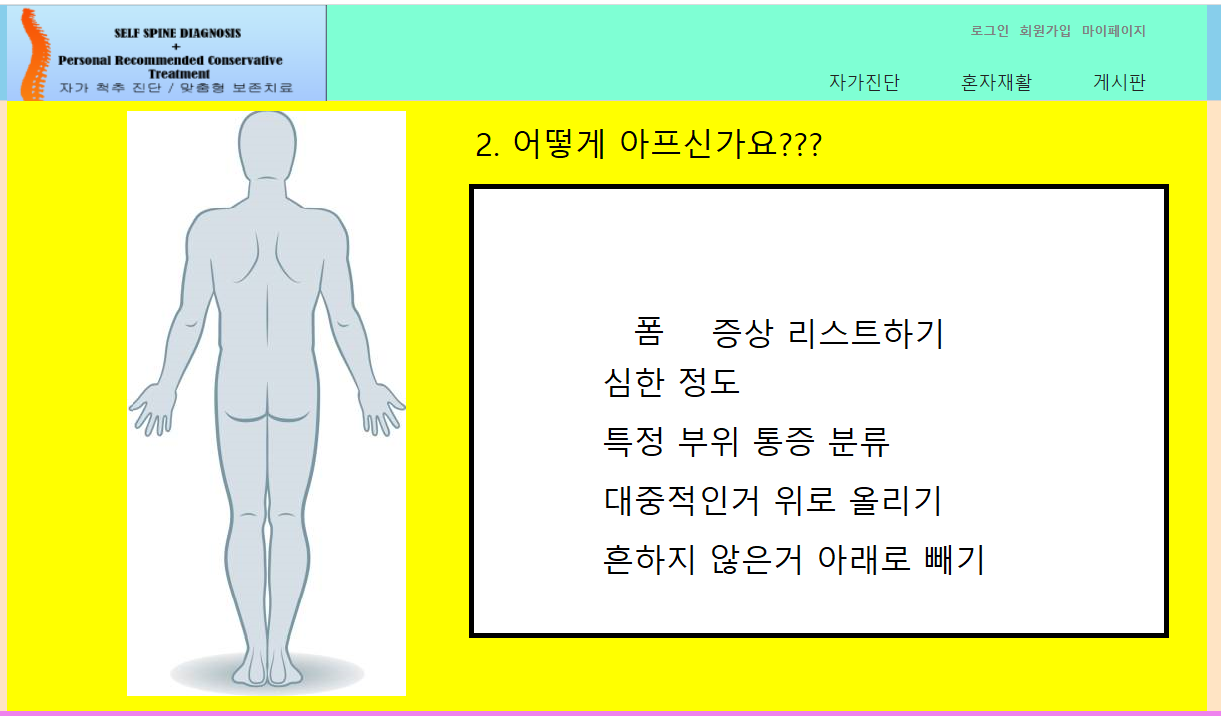 SELF SPINE DIAGNOSIS
+
Personal Recommended Conservative
Treatment
자가 척추 진단 / 맞춤형 보존치료
로그인 회원가입 마이페이지
자가진단 혼자재활 게시판
2. 어떻게 아프신가요???
폼 증상 리스트하기
심한 정도
특정 부위 통증 분류
대중적인거 위로 올리기
흔하지 않은거 아래로 빼기